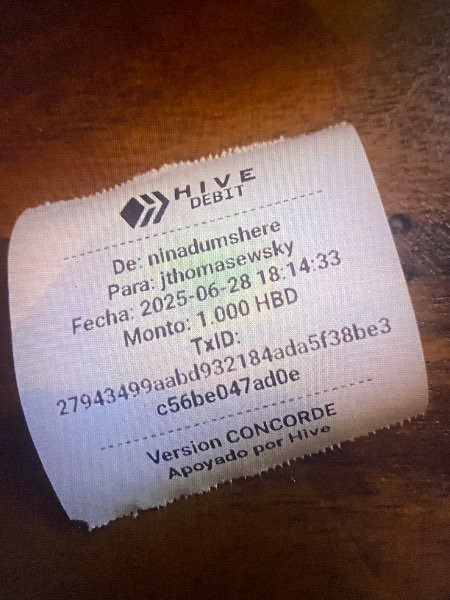 HIVE
DEBIT
De: ninadumshere
Para: jthomasewsky
Fecha: 2025-06-28 18:14:33
Monto: 1.000 HBD
TxID:
27943499aabd932184ada5f38be3
c56be047ad0e
Version CONCORDE
Apoyado por Hive